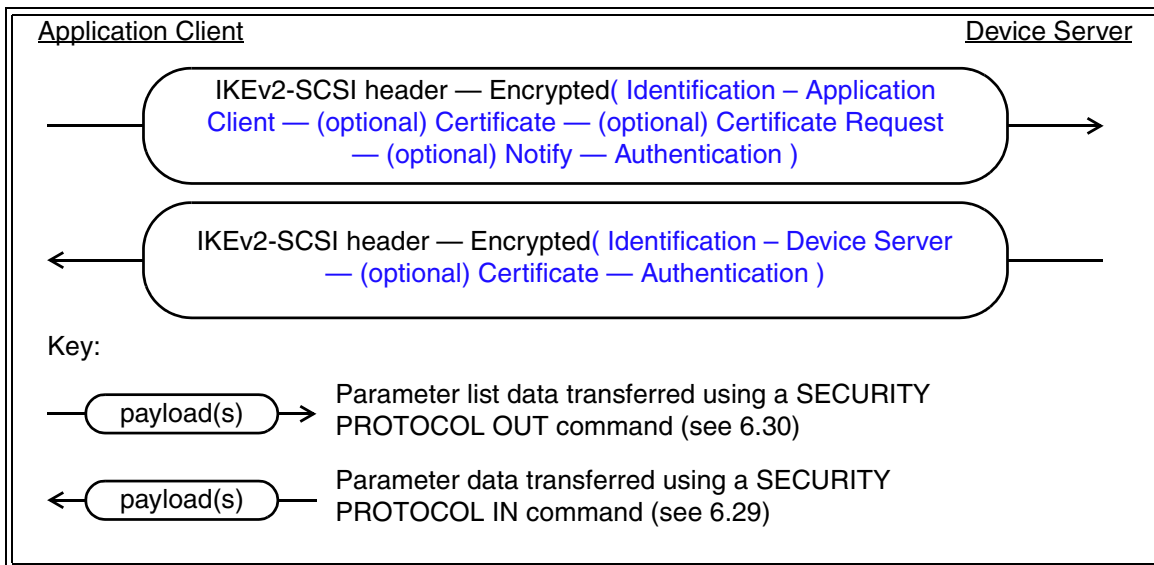 Application Client
Device Server
IKEv2-SCSI header — Encrypted( Identification – Application
Client — (optional) Certificate — (optional) Certificate Request
— (optional) Notify — Authentication )
IKEv2-SCSI header — Encrypted( Identification – Device Server
— (optional) Certificate — Authentication )
Key:
payload(s)
Parameter list data transferred using a SECURITY
PROTOCOL OUT command (see 6.30)
payload(s)
Parameter data transferred using a SECURITY
PROTOCOL IN command (see 6.29)